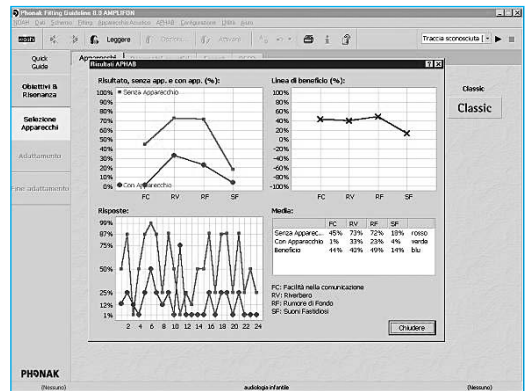 Phonak Fitting Guideline 8.0 AMPLIFON
NOAH Dati Schermo Fitting Apparecchio Acustico APHAB Configurazione Utilità Aiuto
Leggere
Traccia sconosciuta
Quick
Guide
Obiettivi &
Risonanza
Selezione
Apparecchi
Adattamento
Fine adattamento
Risultati APHAB
Risultato, senza app. e con app. (%):
100%
90%
80%
70%
60%
50%
40%
30%
20%
10%
0%
Senza Apparecchio
Con Apparecchio
FC RV RF SF
Linea di beneficio (%):
100%
80%
60%
40%
20%
0%
-20%
-40%
-60%
-80%
-100%
FC RV RF SF
Classic
Classic
Risposte:
99%
87%
75%
50%
25%
12%
1%
2 4 6 8 10 12 14 16 18 20 22 24
Media:
FC RV RF SF
Senza Apparec... 45% 73% 72% 18% rosso
Con Apparecchio 1% 33% 23% 4% verde
Beneficio 44% 40% 49% 14% blu
FC: Facilità nella comunicazione
RV: Riverbero
RF: Rumore di Fondo
SF: Suoni Fastidiosi
Chiudere
PHONAK
(Nessuno) audiologia infantile (Nessuno)